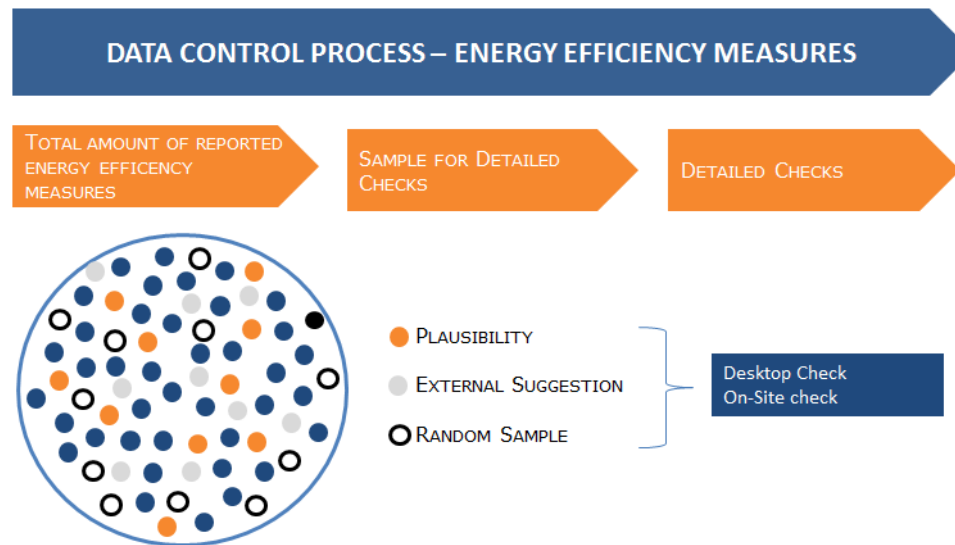 DATA CONTROL PROCESS – ENERGY EFFICIENCY MEASURES
TOTAL AMOUNT OF REPORTED
ENERGY EFFICENCY
MEASURES
SAMPLE FOR DETAILED
CHECKS
DETAILED CHECKS
PLAUSIBILITY
EXTERNAL SUGGESTION
RANDOM SAMPLE
Desktop Check
On-Site check